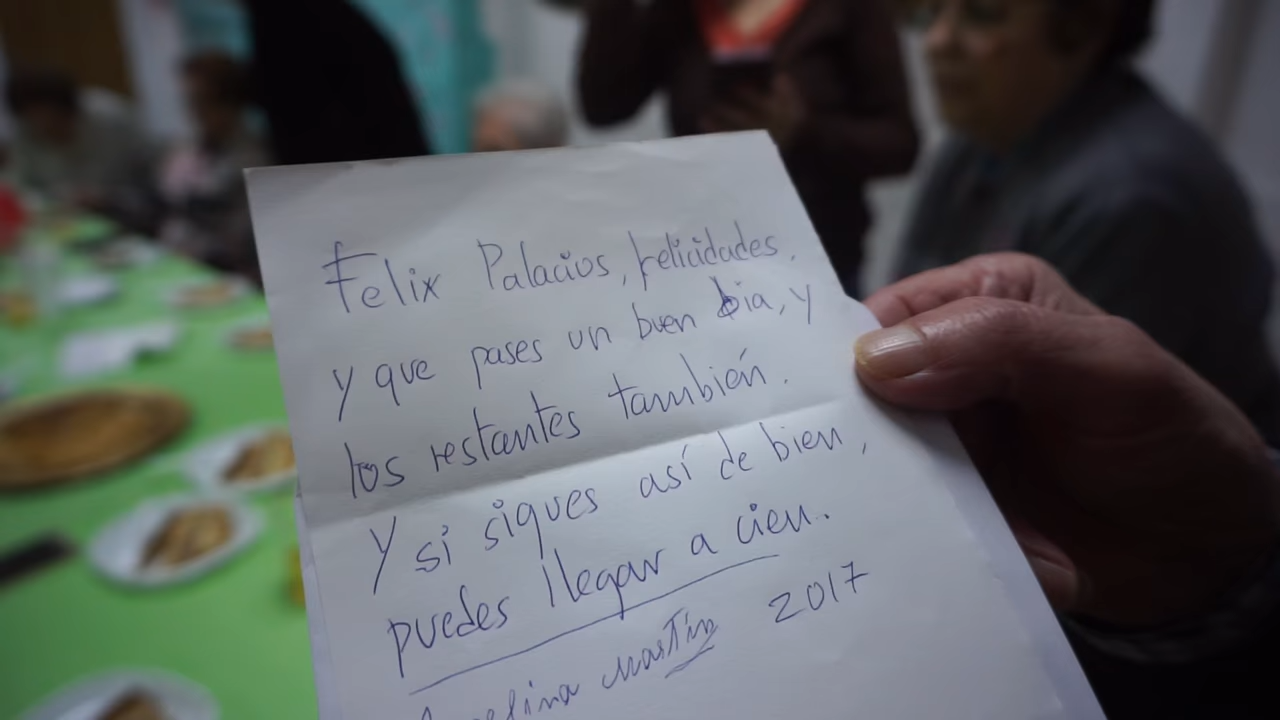 Felix Palacios, felicidades,
y que pases un buen dia, y
los restantes también.
Y si sigues así de bien,
puedes llegar a cien.
Martín 2017